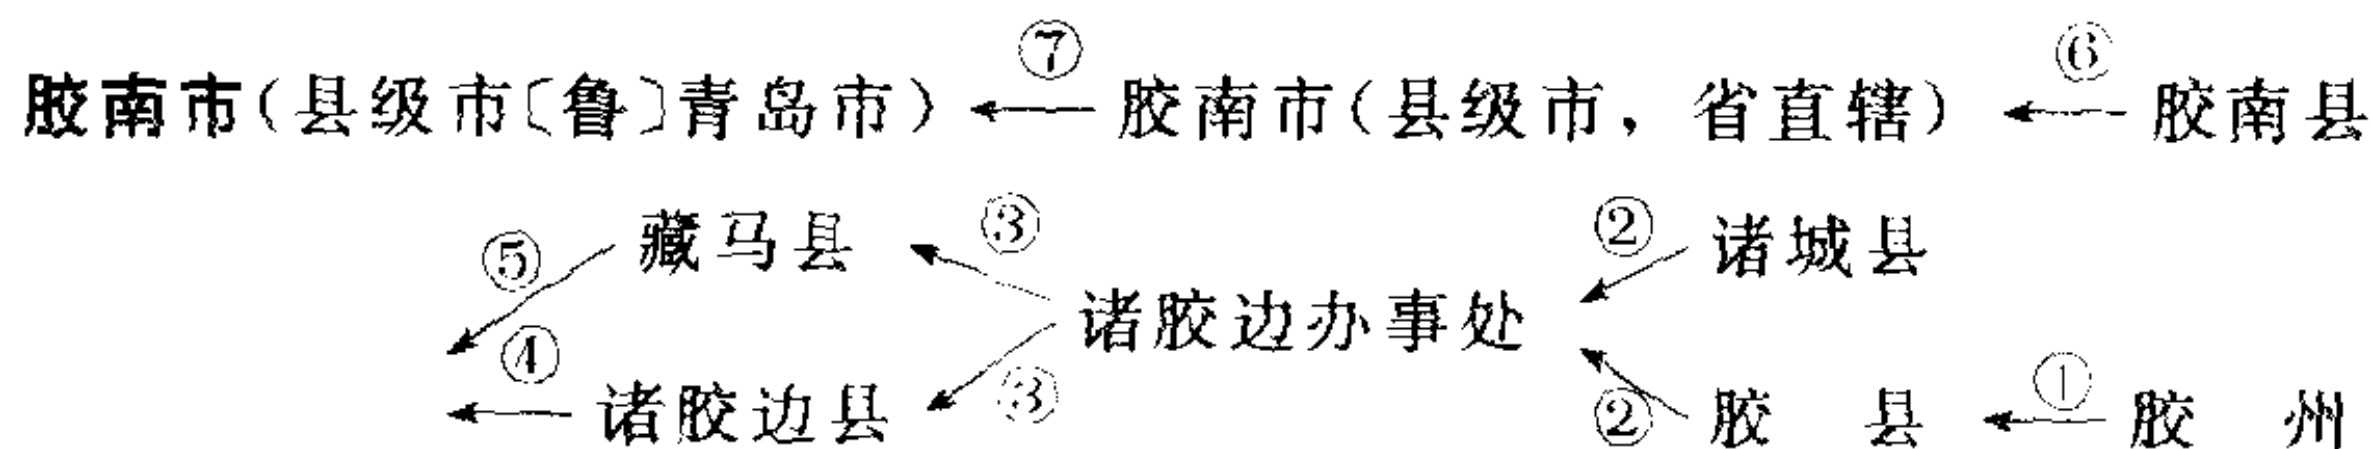 ⑦ ⑥
胶南市(县级市〔鲁〕青岛市) ← 胶南市(县级市，省直辖) ← 胶南县
⑤ 藏马县 ③ ② 诸城县
诸胶边办事处
④ 诸胶边县 ③ ② 胶 县 ① 胶 州